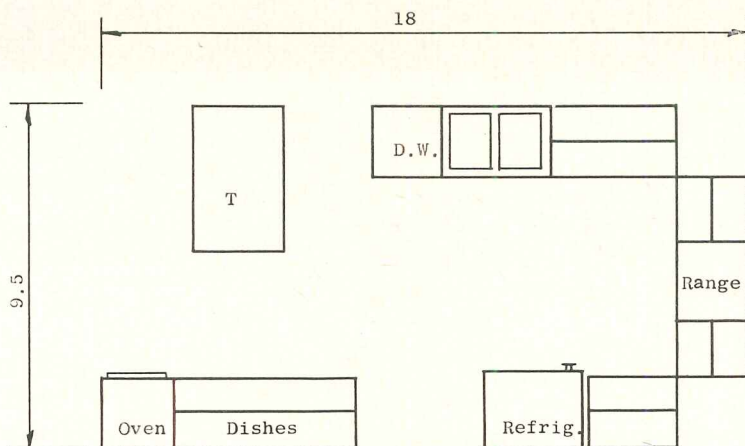 18
D.W.
T
9.5
Range
Oven
Dishes
Refrig.